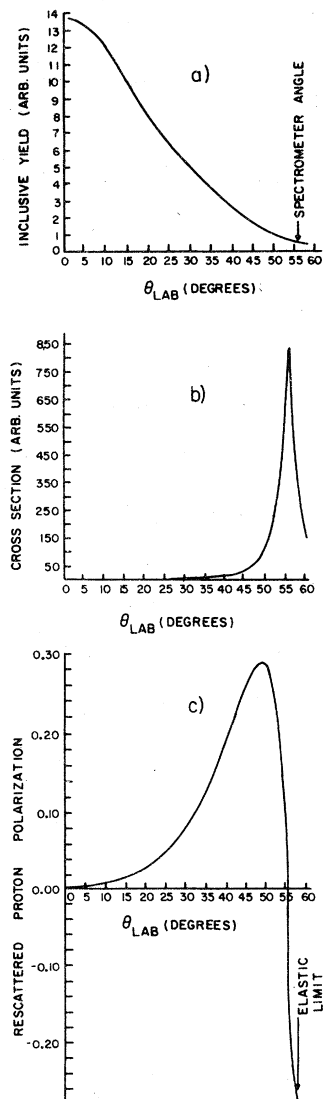 INCLUSIVE YIELD (ARB. UNITS)
14
13
12
11
10
9
8
7
6
5
4
3
2
1
0
a)
SPECTROMETER ANGLE
0 5 10 15 20 25 30 35 40 45 50 55 60
θLAB (DEGREES)
CROSS SECTION (ARB. UNITS)
850
750
650
550
450
350
250
150
50
b)
0 5 10 15 20 25 30 35 40 45 50 55 60
θLAB (DEGREES)
RESCATTERED PROTON POLARIZATION
0.30
0.20
0.10
0.00
-0.10
-0.20
c)
0 5 10 15 20 25 30 35 40 45 50 55 60
θLAB (DEGREES)
ELASTIC LIMIT